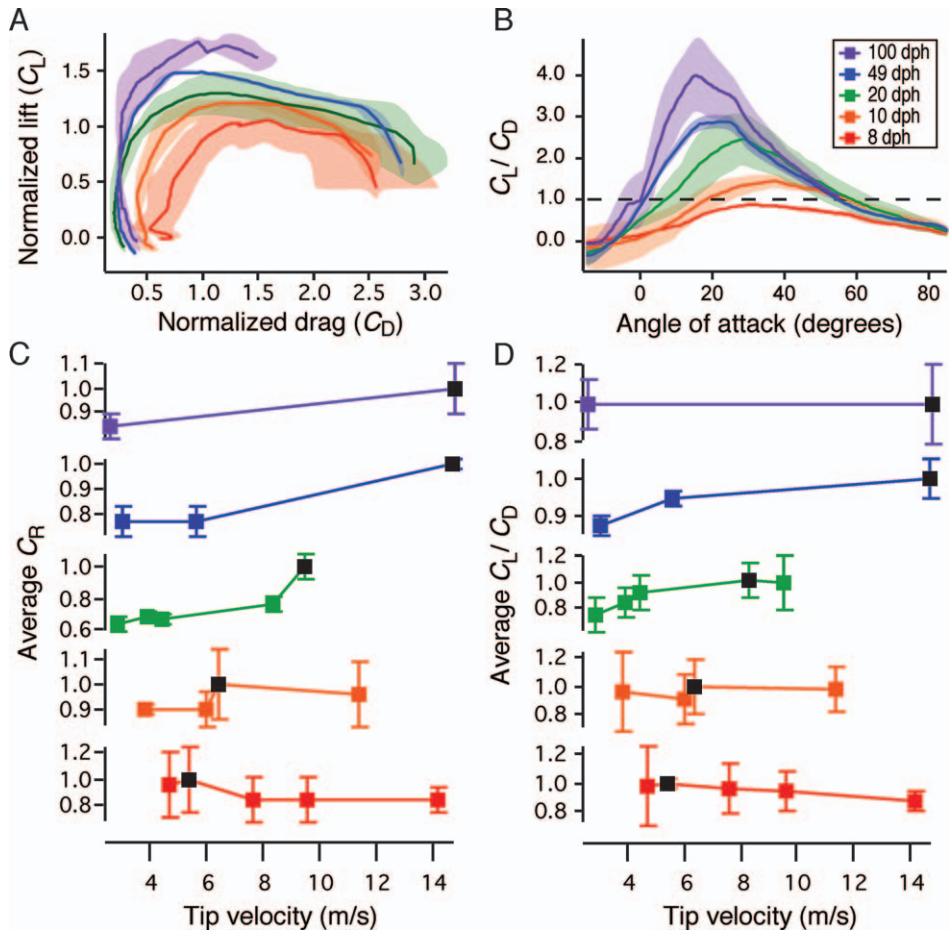 A
Normalized lift (CL)
1.5
1.0
0.5
0.0
0.5 1.0 1.5 2.0 2.5 3.0
Normalized drag (CD)
B
CL/ CD
4.0
3.0
2.0
1.0
0.0
100 dph
49 dph
20 dph
10 dph
8 dph
0 20 40 60 80
Angle of attack (degrees)
C
Average CR
1.1
1.0
0.9
1.0
0.9
0.8
1.0
0.8
0.6
1.1
1.0
0.9
1.2
1.0
0.8
4 6 8 10 12 14
Tip velocity (m/s)
D
Average CL/ CD
1.2
1.0
0.8
1.0
0.9
1.2
1.0
0.8
1.2
1.0
0.8
1.2
1.0
0.8
4 6 8 10 12 14
Tip velocity (m/s)